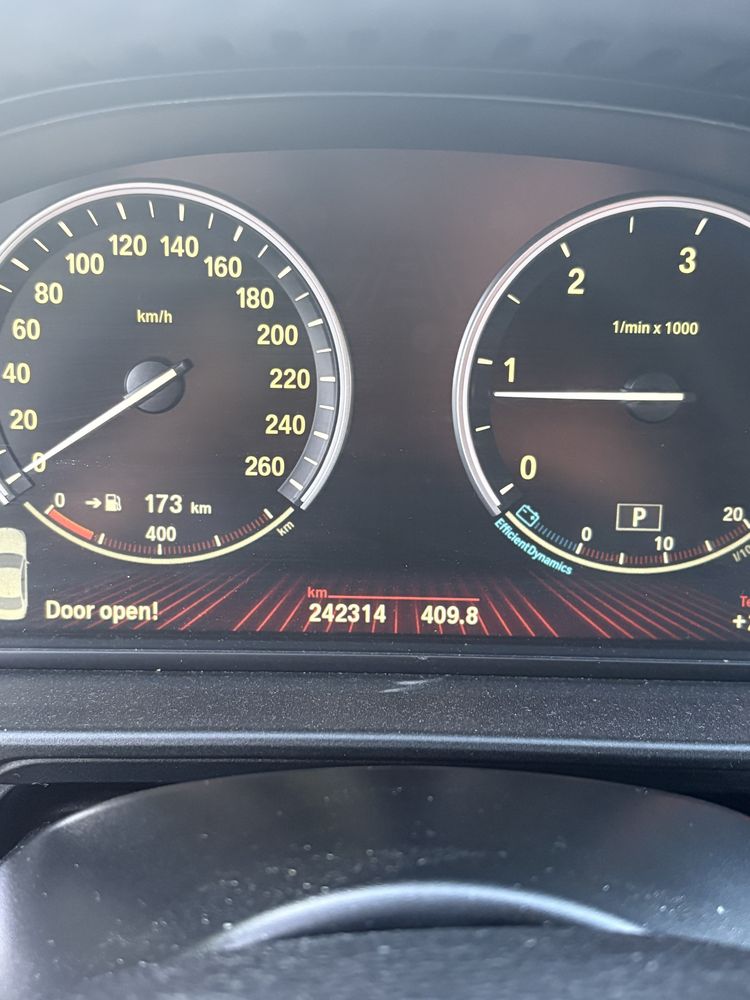 120 140
100 160
80 180
60 200
40 220
20 240
0 260
km/h
0 173 km
400
km
3
2
1/min x 1000
1
0
P
0 10 20
EfficientDynamics
Door open!
km
242314 409.8